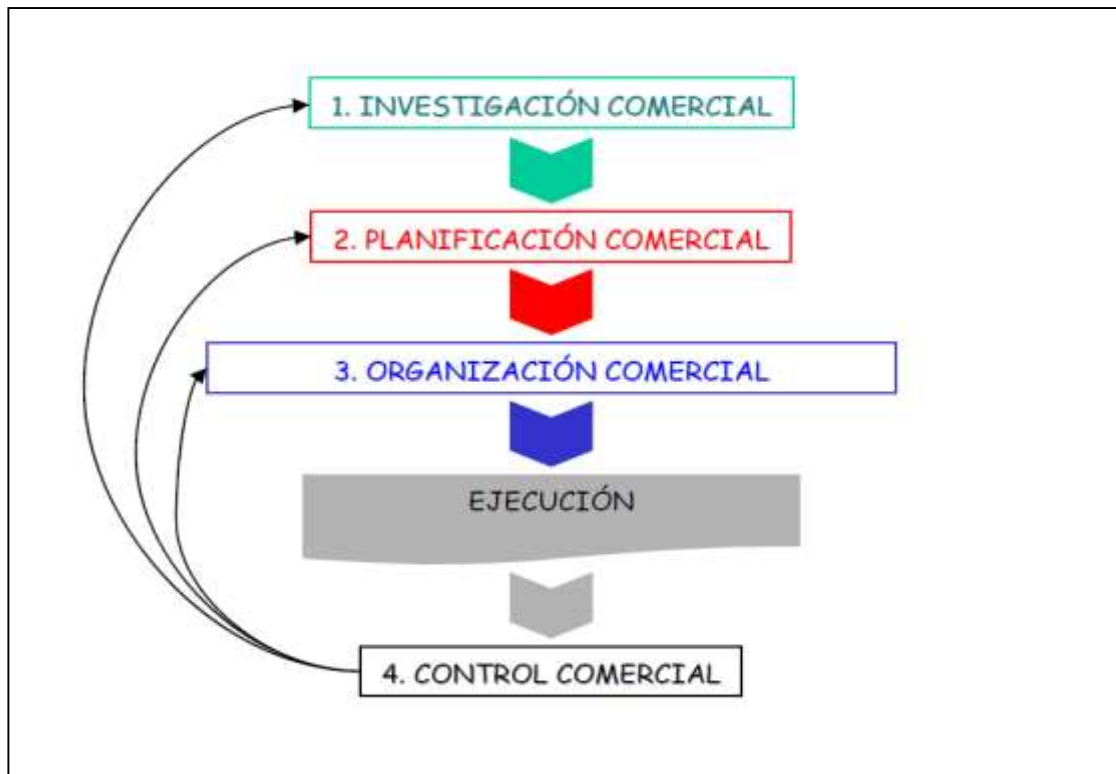 1. INVESTIGACIÓN COMERCIAL
2. PLANIFICACIÓN COMERCIAL
3. ORGANIZACIÓN COMERCIAL
EJECUCIÓN
4. CONTROL COMERCIAL